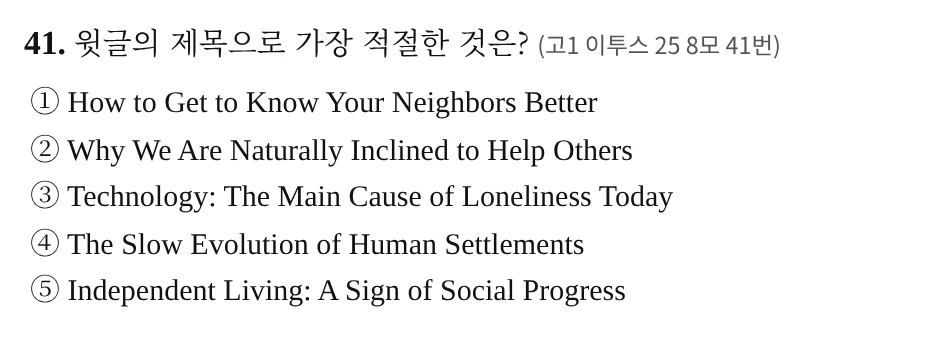 41. 윗글의 제목으로 가장 적절한 것은? (고1 이투스 25 8모 41번)
① How to Get to Know Your Neighbors Better
② Why We Are Naturally Inclined to Help Others
③ Technology: The Main Cause of Loneliness Today
④ The Slow Evolution of Human Settlements
⑤ Independent Living: A Sign of Social Progress